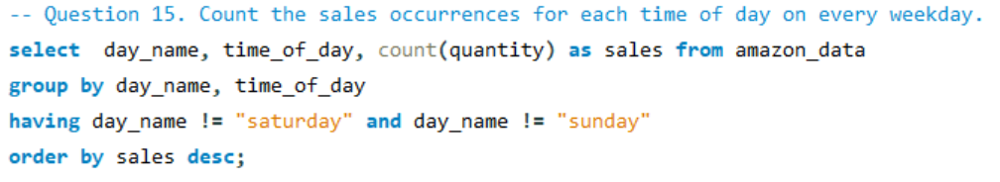 -- Question 15. Count the sales occurrences for each time of day on every weekday.
select  day_name, time_of_day, count(quantity) as sales from amazon_data
group by day_name, time_of_day
having day_name != "saturday" and day_name != "sunday"
order by sales desc;